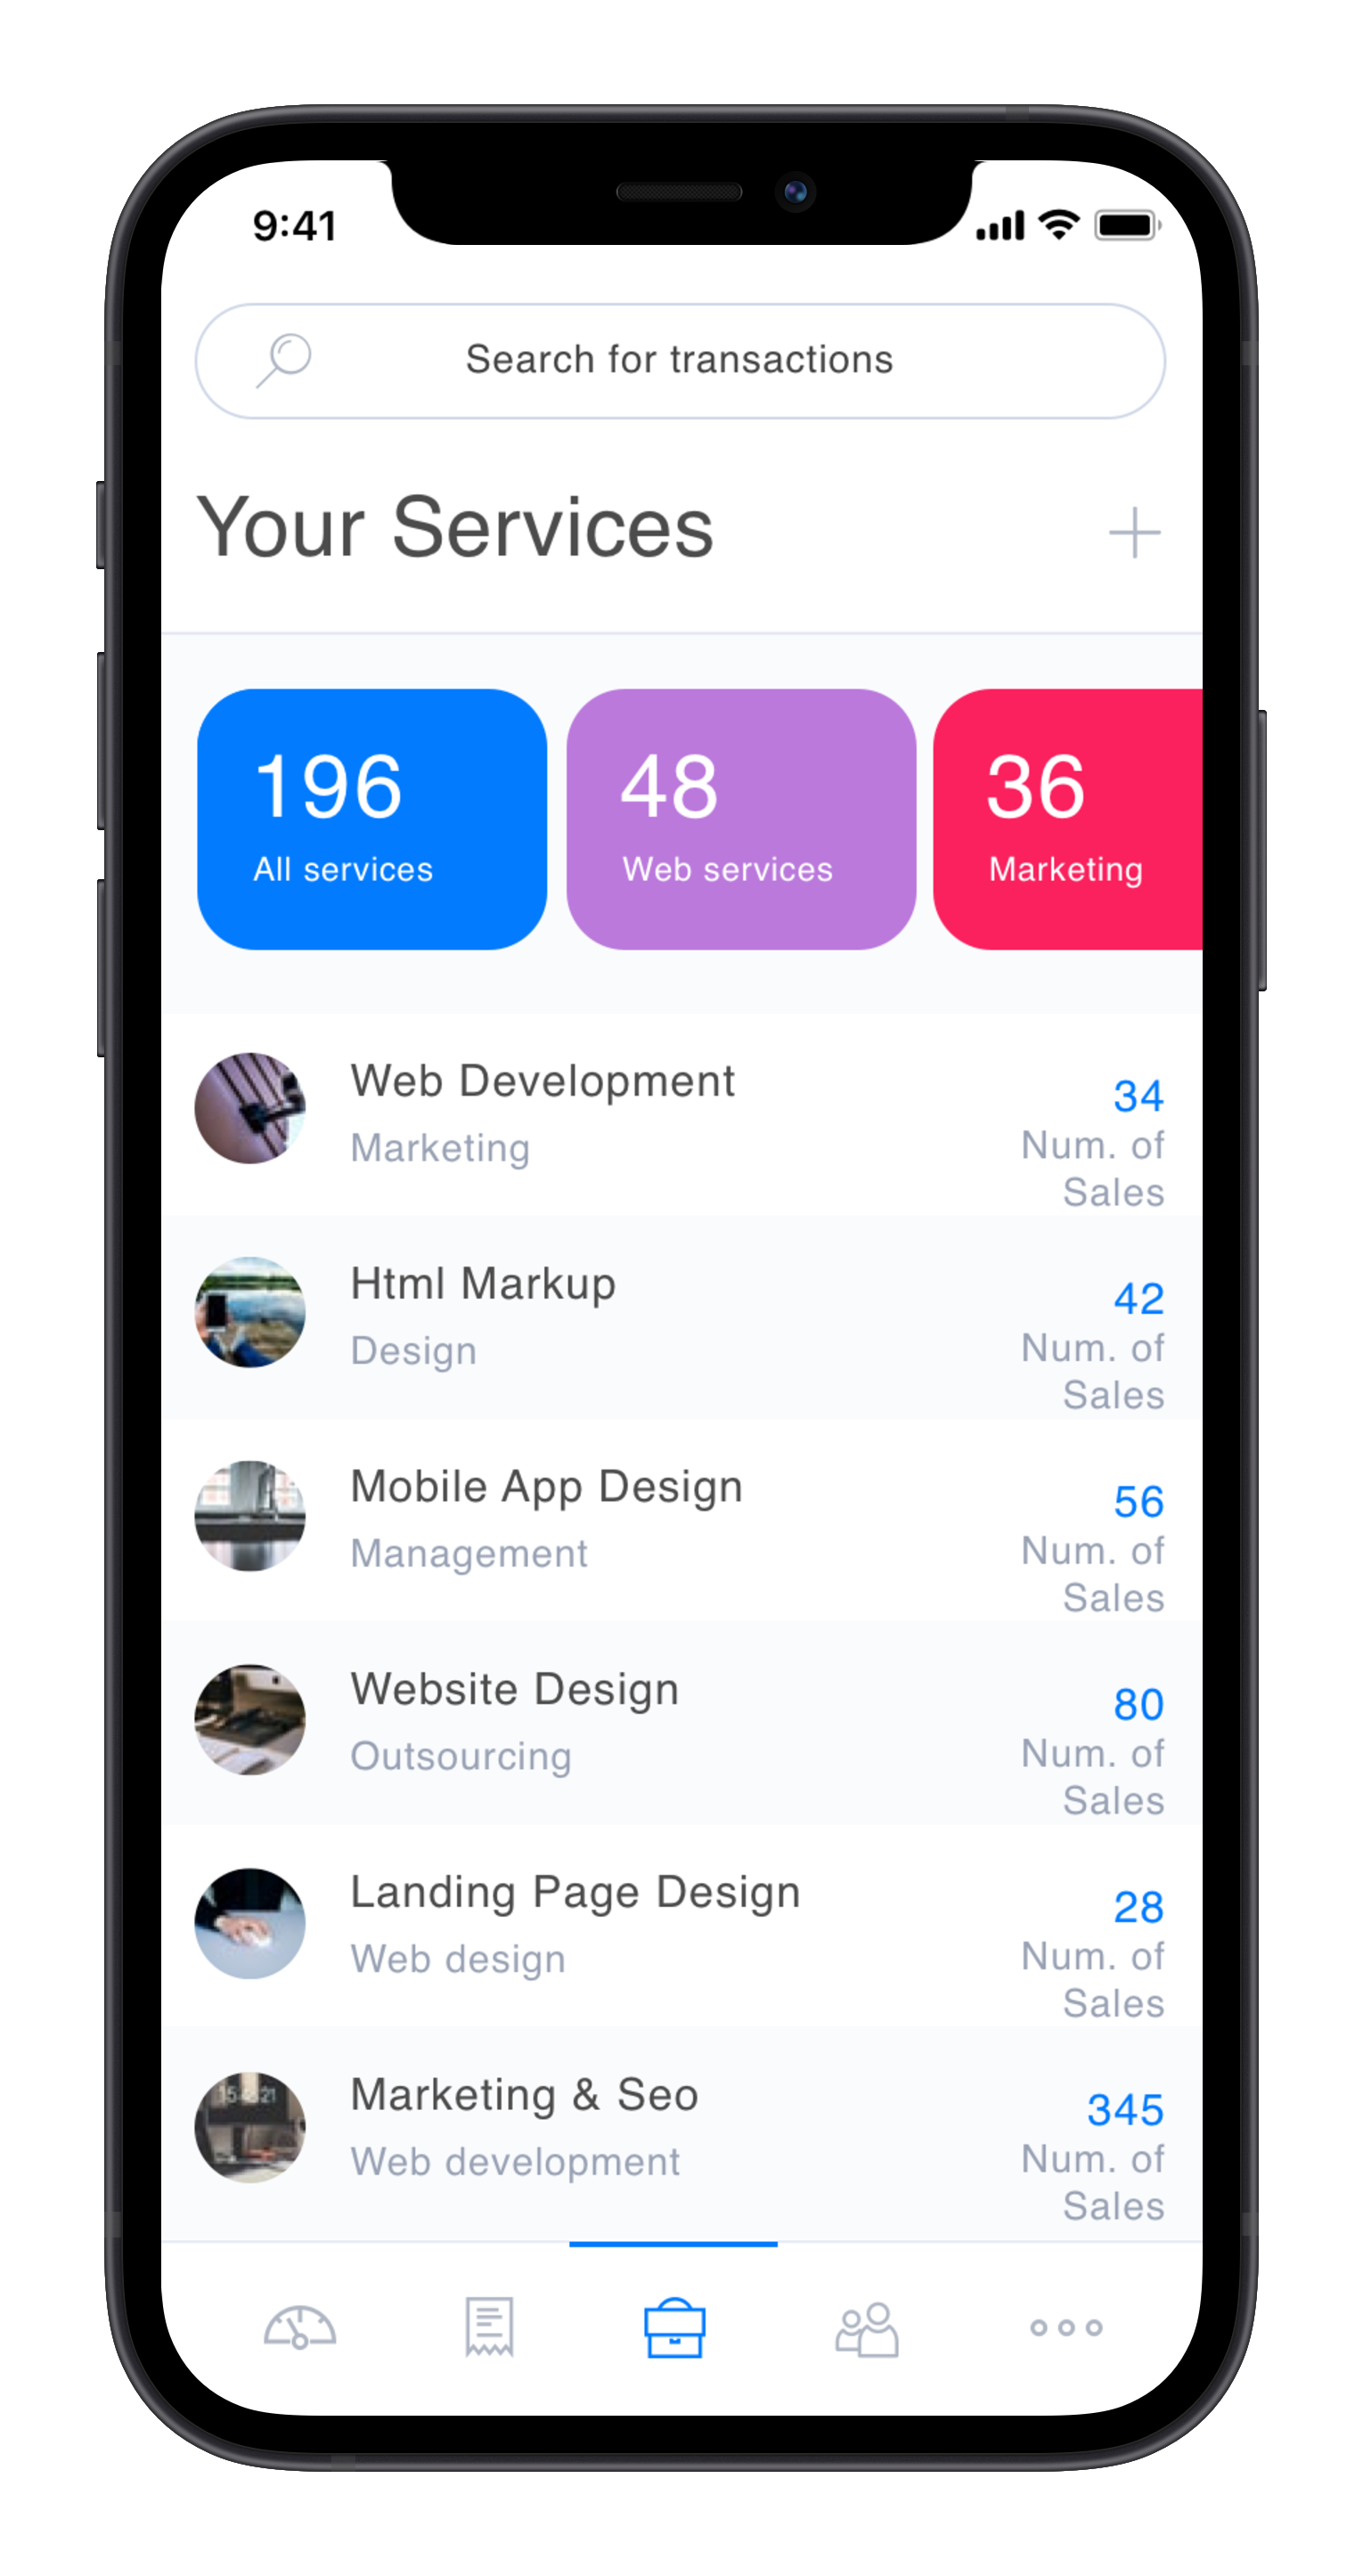 9:41
Search for transactions
Your Services
196
All services
48
Web services
36
Marketing
Web Development
Marketing
34
Num. of
Sales
Html Markup
Design
42
Num. of
Sales
Mobile App Design
Management
56
Num. of
Sales
Website Design
Outsourcing
80
Num. of
Sales
Landing Page Design
Web design
28
Num. of
Sales
Marketing & Seo
Web development
345
Num. of
Sales